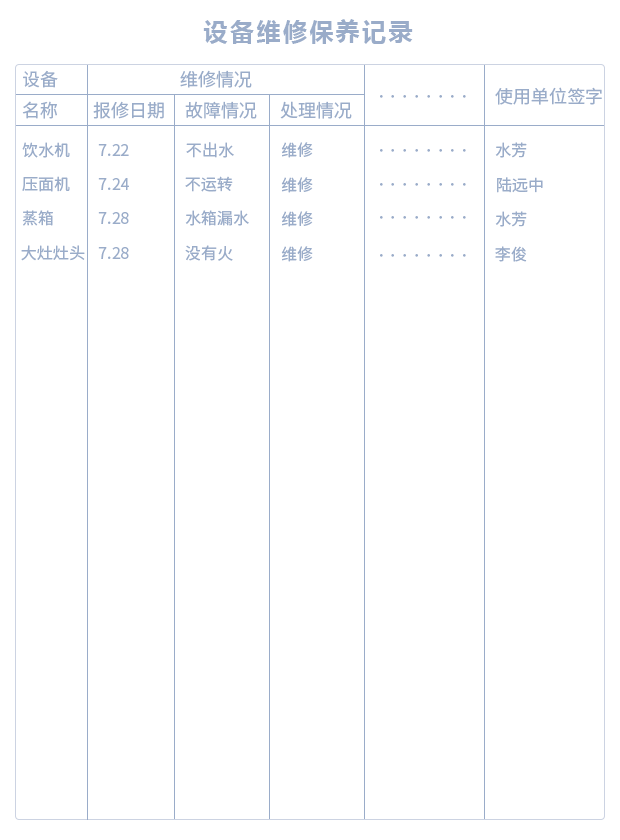 设备维修保养记录
设备 维修情况 ········ 使用单位签字
名称 报修日期 故障情况 处理情况
饮水机 7.22 不出水 维修 ········ 水芳
压面机 7.24 不运转 维修 ········ 陆远中
蒸箱 7.28 水箱漏水 维修 ········ 水芳
大灶灶头 7.28 没有火 维修 ········ 李俊